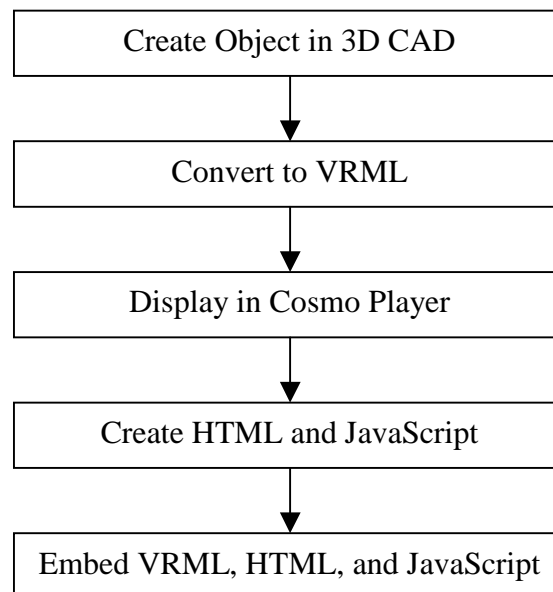 Create Object in 3D CAD
Convert to VRML
Display in Cosmo Player
Create HTML and JavaScript
Embed VRML, HTML, and JavaScript